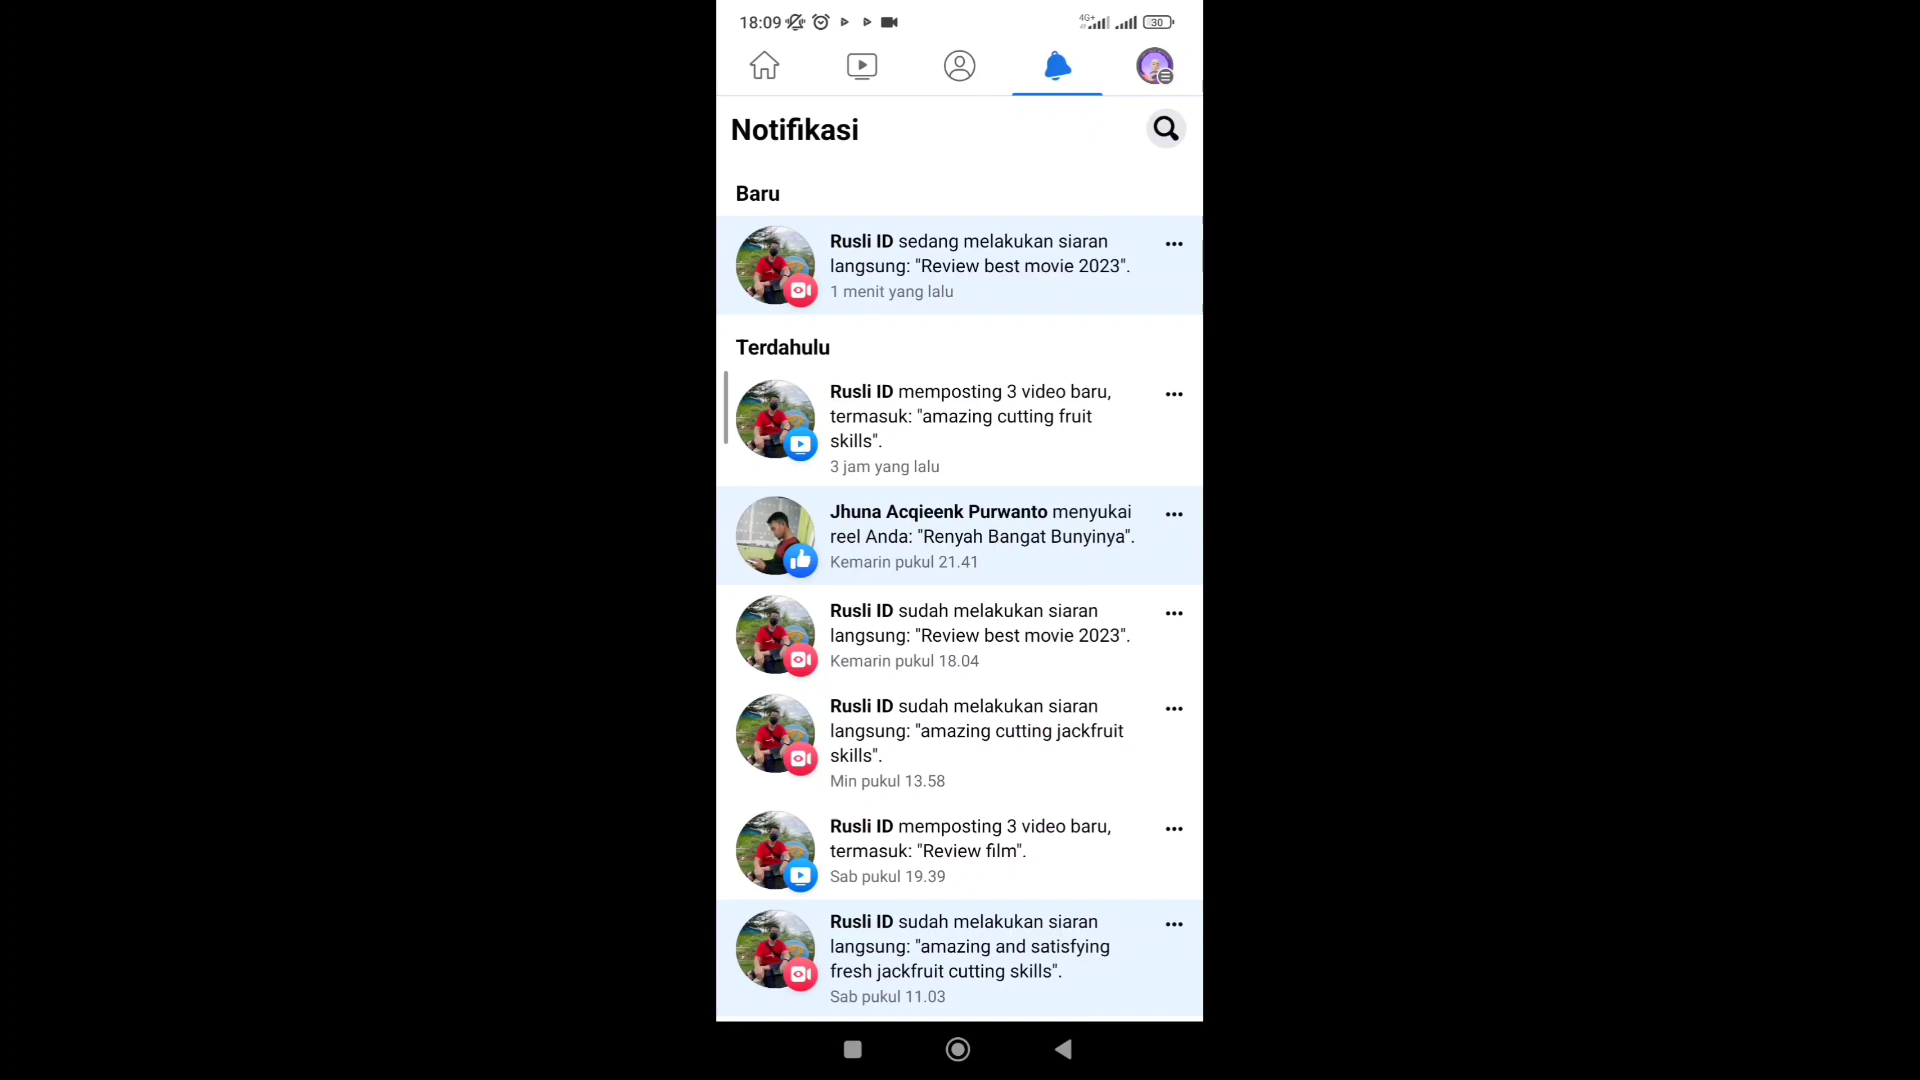 18:09 4G+ 30
Notifikasi
Baru
Rusli ID sedang melakukan siaran
langsung: "Review best movie 2023".
1 menit yang lalu
Terdahulu
Rusli ID memposting 3 video baru,
termasuk: "amazing cutting fruit
skills".
3 jam yang lalu
Jhuna Acqieenk Purwanto menyukai
reel Anda: "Renyah Bangat Bunyinya".
Kemarin pukul 21.41
Rusli ID sudah melakukan siaran
langsung: "Review best movie 2023".
Kemarin pukul 18.04
Rusli ID sudah melakukan siaran
langsung: "amazing cutting jackfruit
skills".
Min pukul 13.58
Rusli ID memposting 3 video baru,
termasuk: "Review film".
Sab pukul 19.39
Rusli ID sudah melakukan siaran
langsung: "amazing and satisfying
fresh jackfruit cutting skills".
Sab pukul 11.03